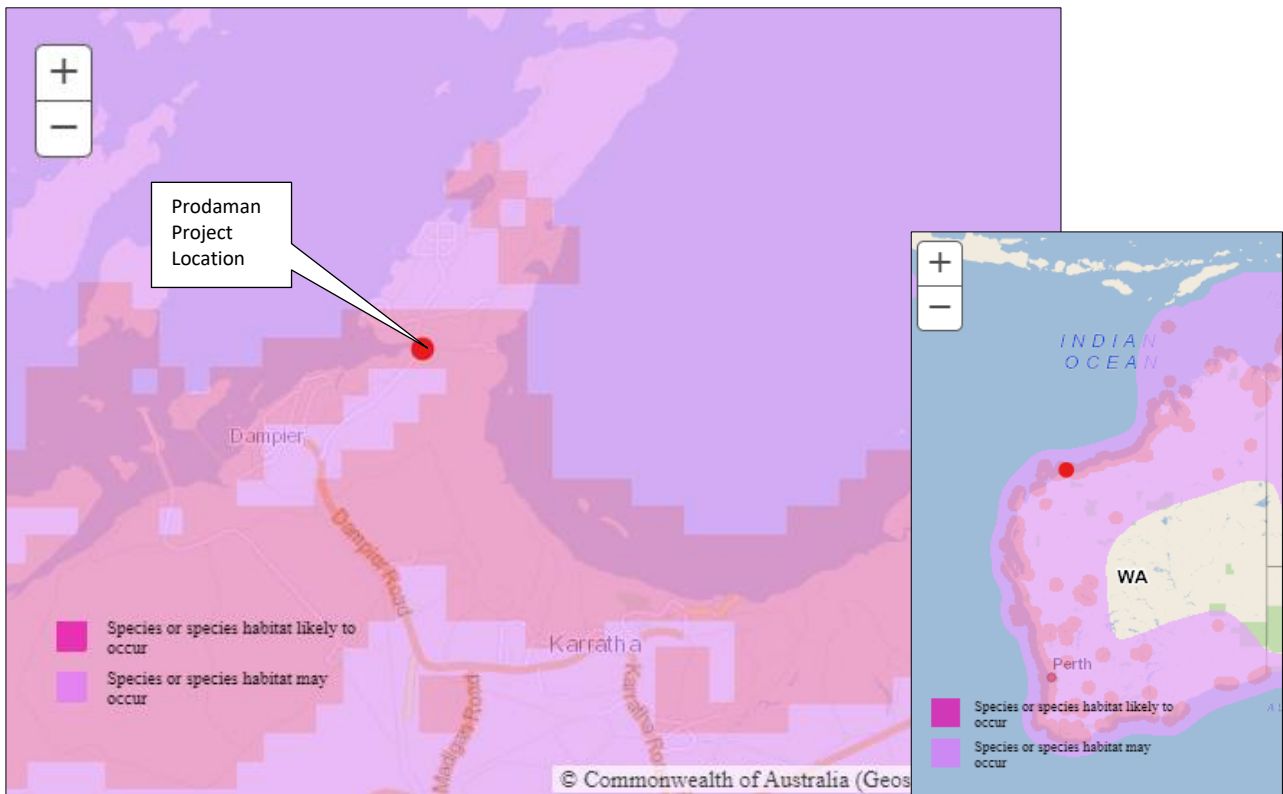 +
−
Prodaman
Project
Location
Dampier
Dampier Road
Karratha
Madigan Road
Karratha Ro
Species or species habitat likely to
occur
Species or species habitat may
occur
© Commonwealth of Australia (Geos
+
−
INDIAN
OCEAN
WA
Perth
Species or species habitat likely to
occur
Species or species habitat may
occur